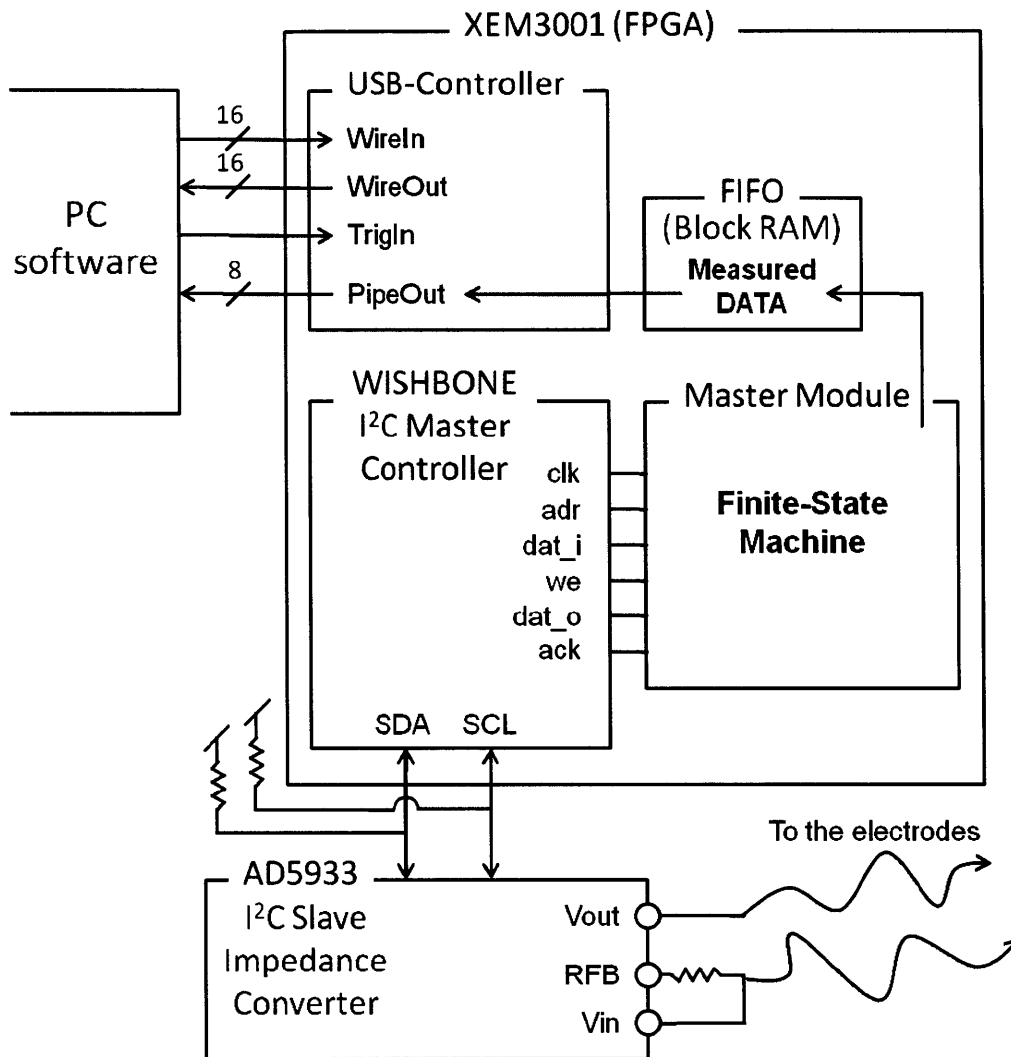 XEM3001 (FPGA)
USB-Controller
16
WireIn
16
WireOut
TrigIn
8
PipeOut
PC
software
FIFO
(Block RAM)
Measured
DATA
WISHBONE
I²C Master
Controller
clk
adr
dat_i
we
dat_o
ack
SDA SCL
Master Module
Finite-State
Machine
To the electrodes
AD5933
I²C Slave
Impedance
Converter
Vout
RFB
Vin